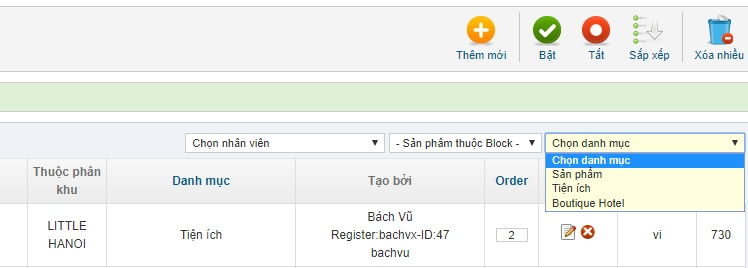 Thêm mới
Bật
Tắt
Sắp xếp
Xóa nhiều
Chọn nhân viên
- Sản phẩm thuộc Block -
Chọn danh mục
Chọn danh mục
Sản phẩm
Tiện ích
Boutique Hotel
Thuộc phân
khu
Danh mục
Tạo bởi
Order
LITTLE
HANOI
Tiện ích
Bách Vũ
Register:bachvx-ID:47
bachvu
2
vi
730